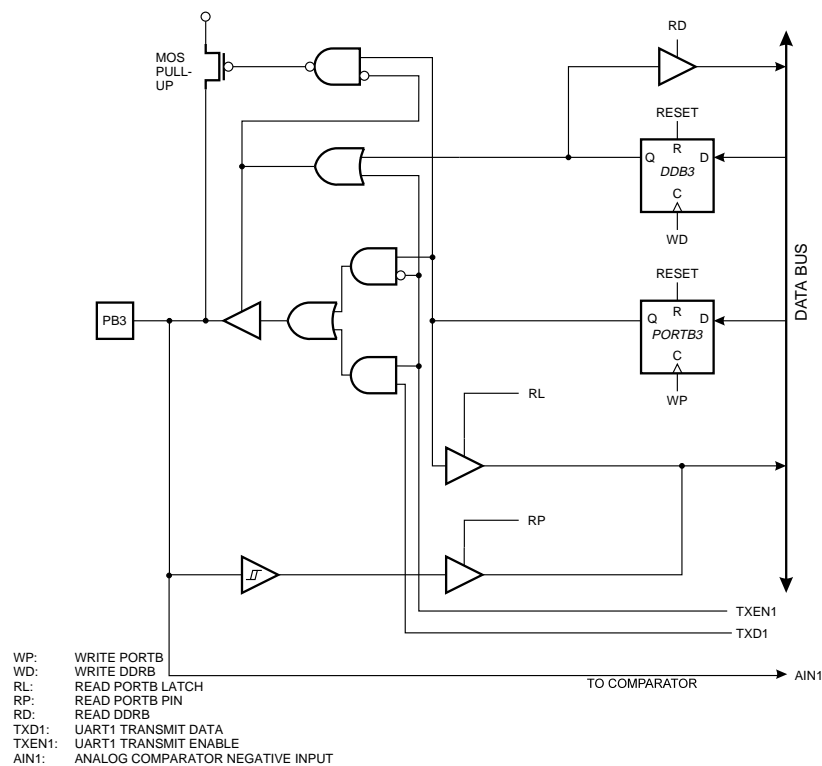 RD
MOS
PULL-
UP
RESET
R
Q
D
DDB3
C
WD
RESET
R
PB3
Q
D
PORTB3
C
WP
DATA BUS
RL
RP
TXEN1
TXD1
TO COMPARATOR
AIN1
WP: WRITE PORTB
WD: WRITE DDRB
RL: READ PORTB LATCH
RP: READ PORTB PIN
RD: READ DDRB
TXD1: UART1 TRANSMIT DATA
TXEN1: UART1 TRANSMIT ENABLE
AIN1: ANALOG COMPARATOR NEGATIVE INPUT